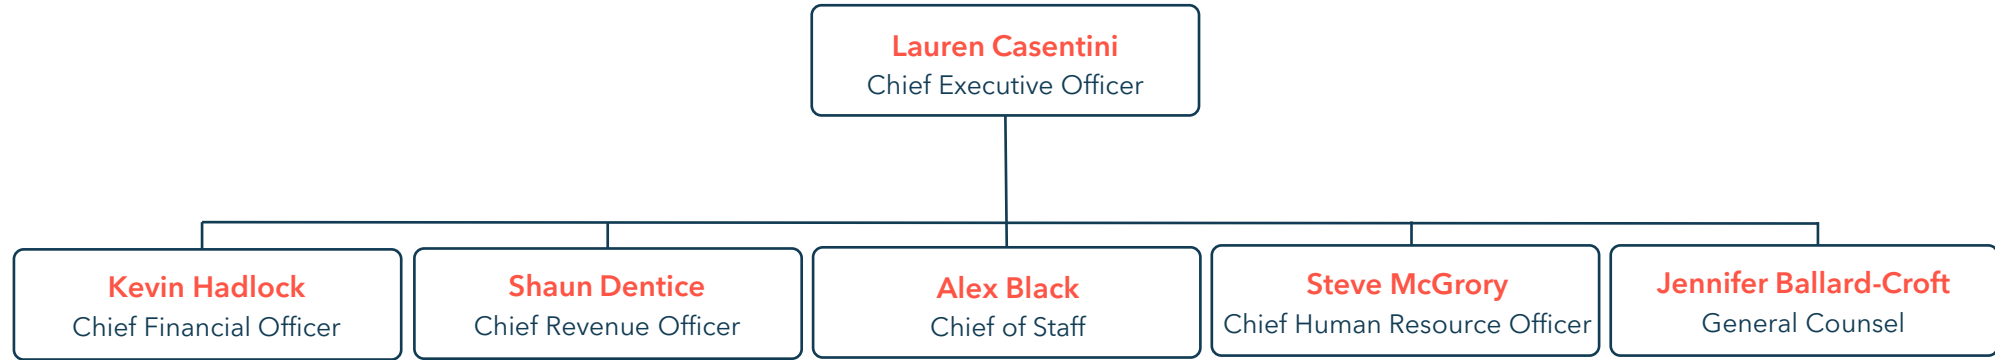 Lauren Casentini
Chief Executive Officer
Kevin Hadlock
Chief Financial Officer
Shaun Dentice
Chief Revenue Officer
Alex Black
Chief of Staff
Steve McGrory
Chief Human Resource Officer
Jennifer Ballard-Croft
General Counsel